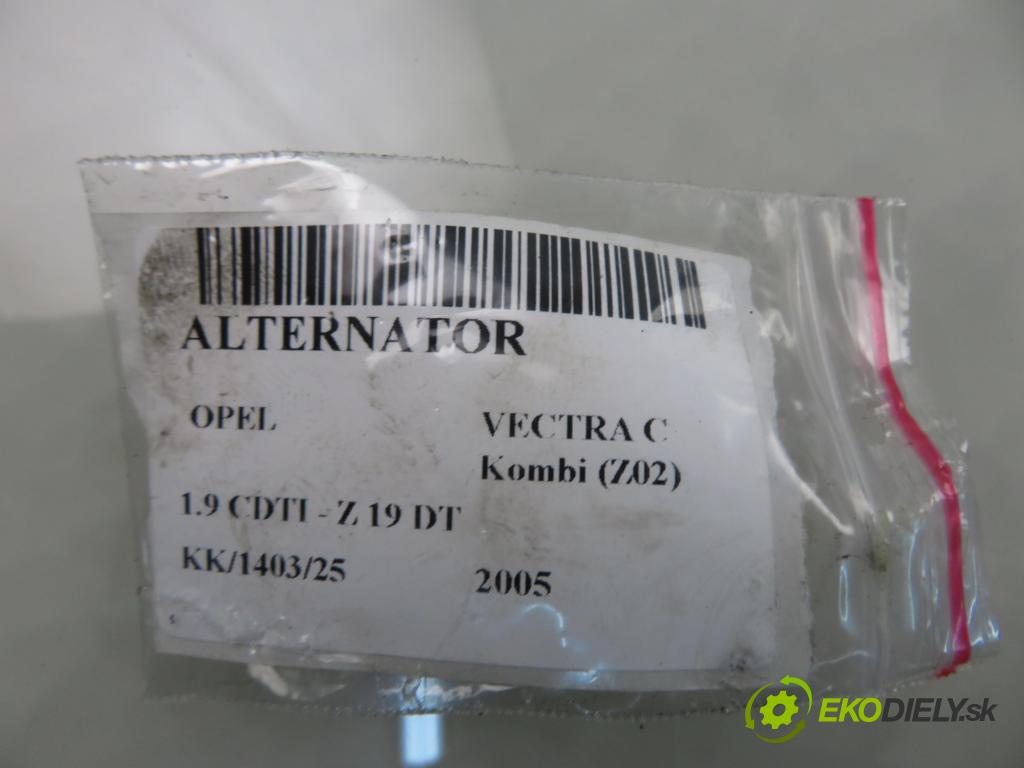 ALTERNATOR
OPEL VECTRA C
Kombi (Z02)
1.9 CDTI - Z 19 DT
KK/1403/25 2005
EKODIELY.sk